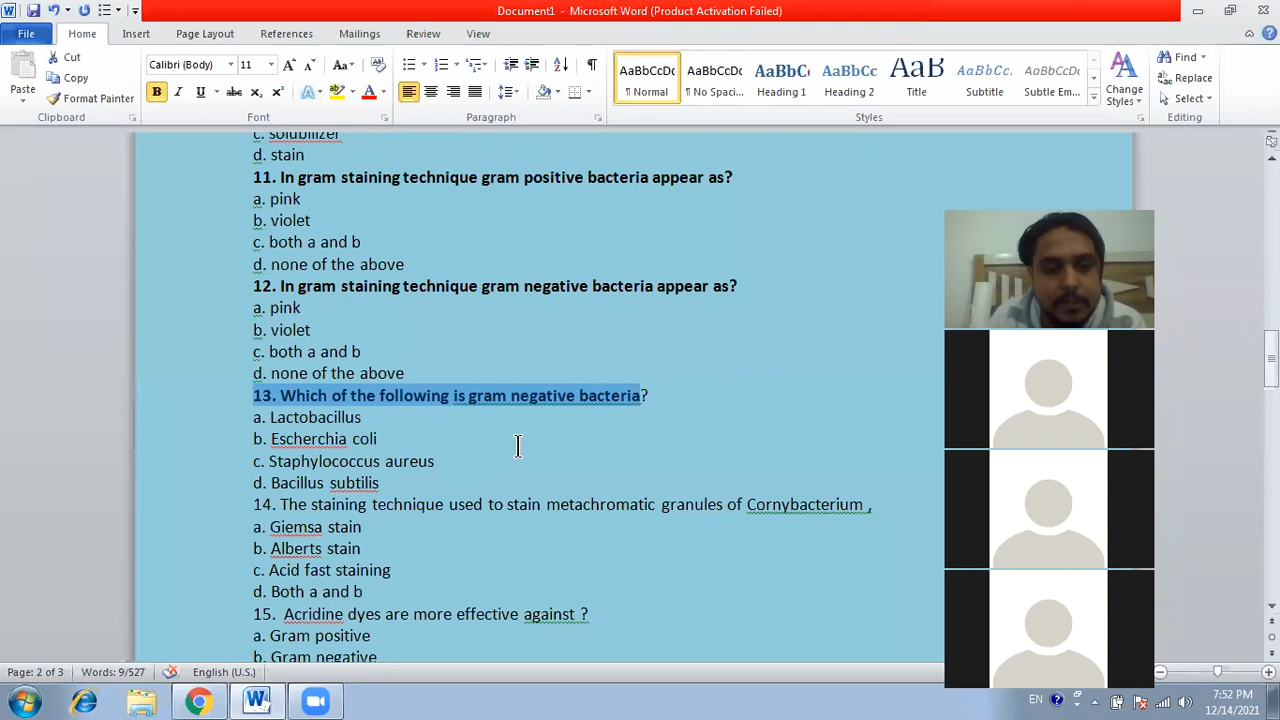 Document1 - Microsoft Word (Product Activation Failed)
File Home Insert Page Layout References Mailings Review View
Paste
Cut
Copy
Format Painter
Clipboard
Calibri (Body) 11
Font
Paragraph
AaBbCcDc AaBbCcDc AaBbC AaBbCc AaB AaBbCcL AaBbCcDc
¶ Normal ¶ No Spaci... Heading 1 Heading 2 Title Subtitle Subtle Em...
Change
Styles
Styles
Find
Replace
Select
Editing
c. solubilizer
d. stain
11. In gram staining technique gram positive bacteria appear as?
a. pink
b. violet
c. both a and b
d. none of the above
12. In gram staining technique gram negative bacteria appear as?
a. pink
b. violet
c. both a and b
d. none of the above
13. Which of the following is gram negative bacteria?
a. Lactobacillus
b. Escherchia coli
c. Staphylococcus aureus
d. Bacillus subtilis
14. The staining technique used to stain metachromatic granules of Cornybacterium ,
a. Giemsa stain
b. Alberts stain
c. Acid fast staining
d. Both a and b
15. Acridine dyes are more effective against ?
a. Gram positive
b. Gram negative
Page: 2 of 3 Words: 9/527 English (U.S.)
EN
7:52 PM
12/14/2021